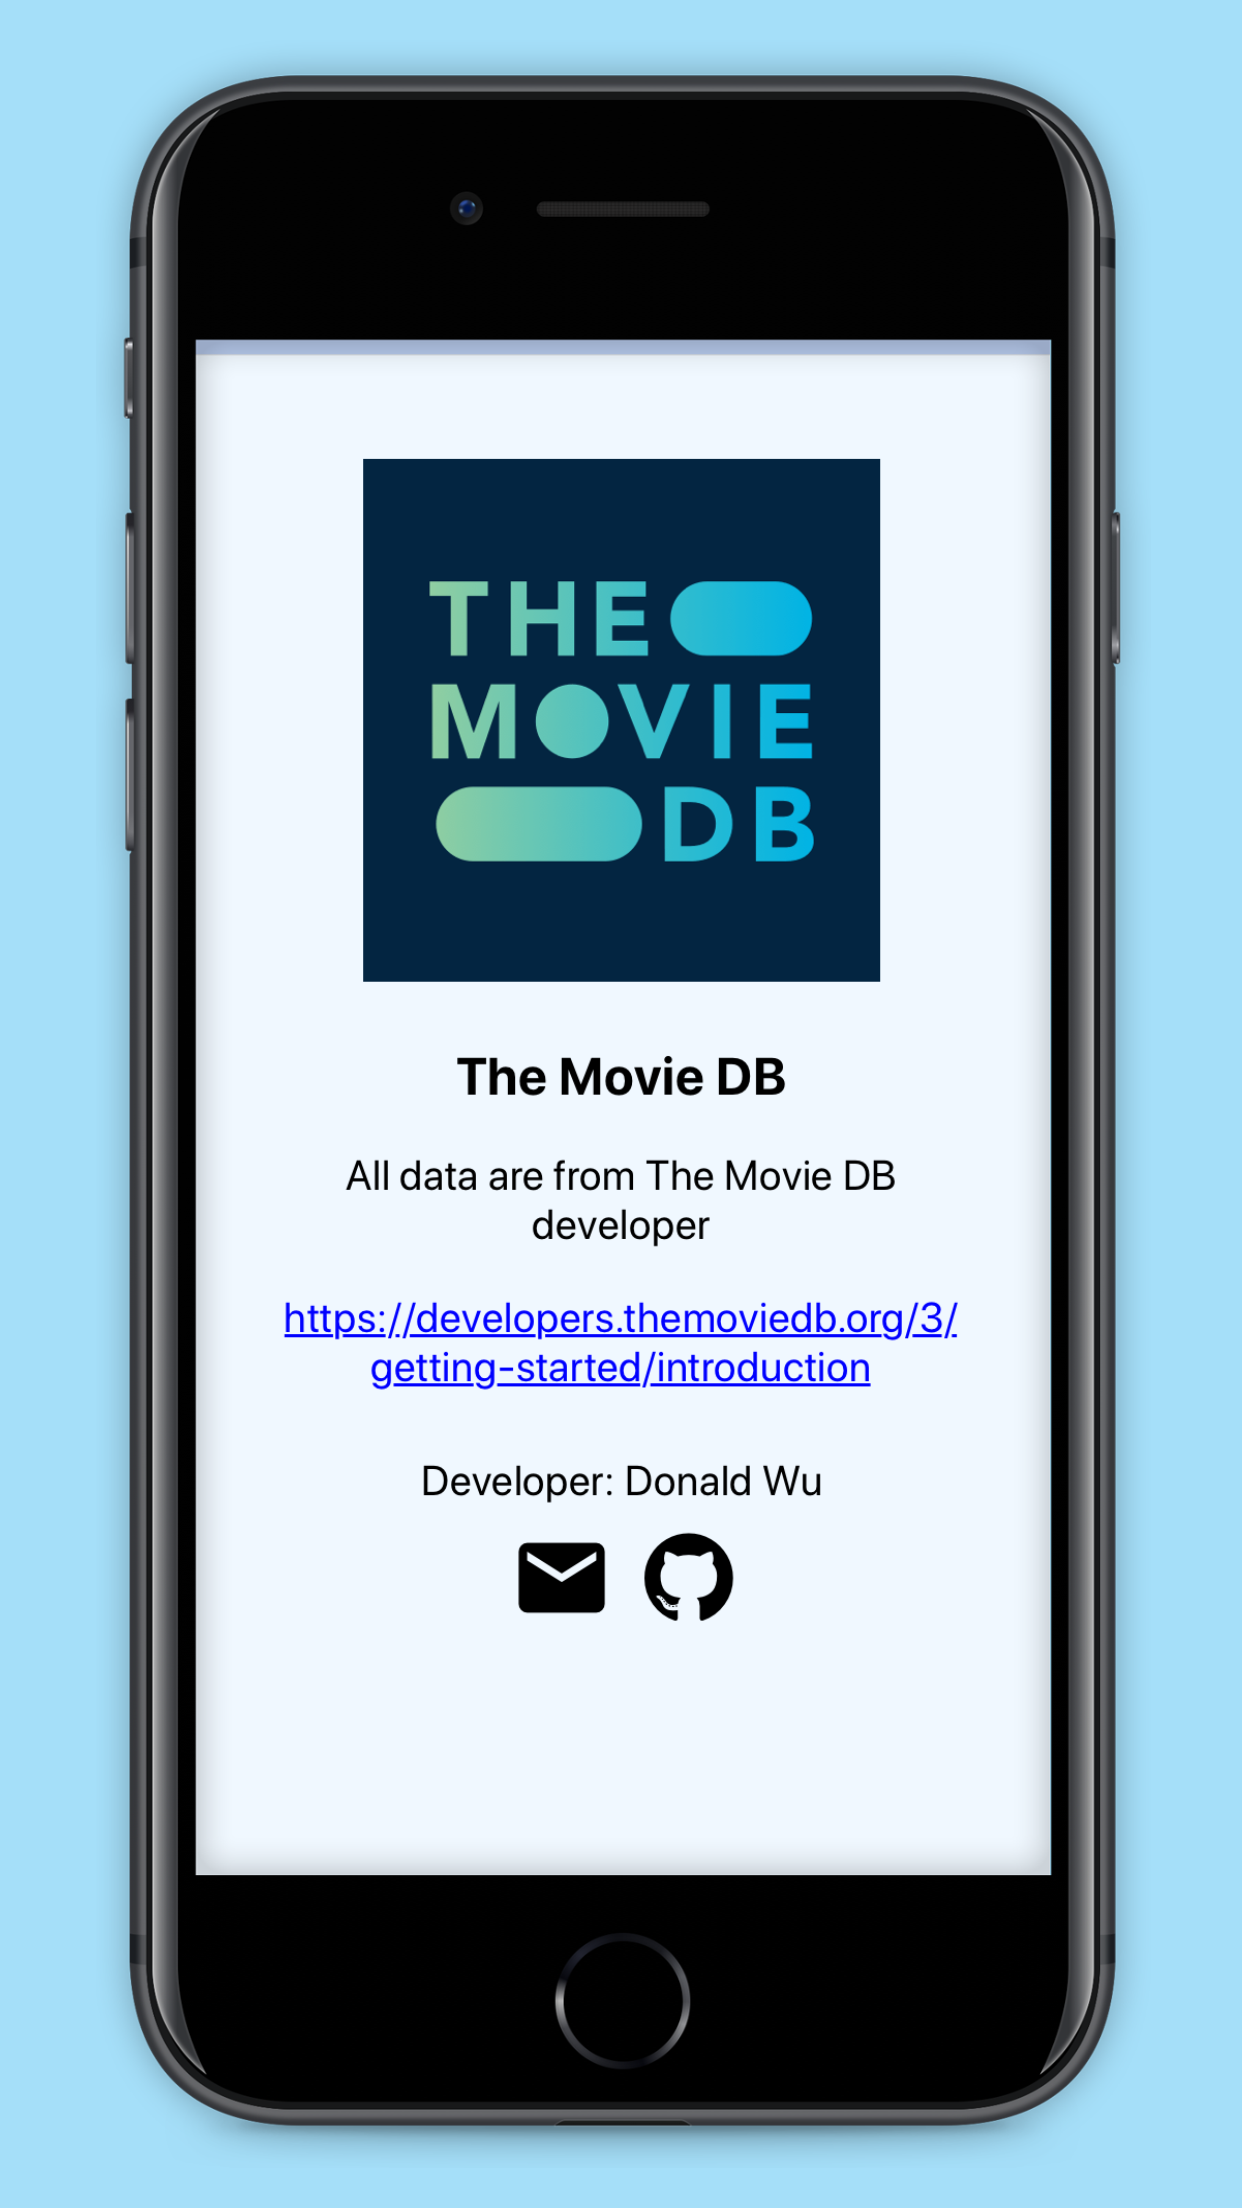 THE
MOVIE
DB
The Movie DB
All data are from The Movie DB
developer
https://developers.themoviedb.org/3/
getting-started/introduction
Developer: Donald Wu